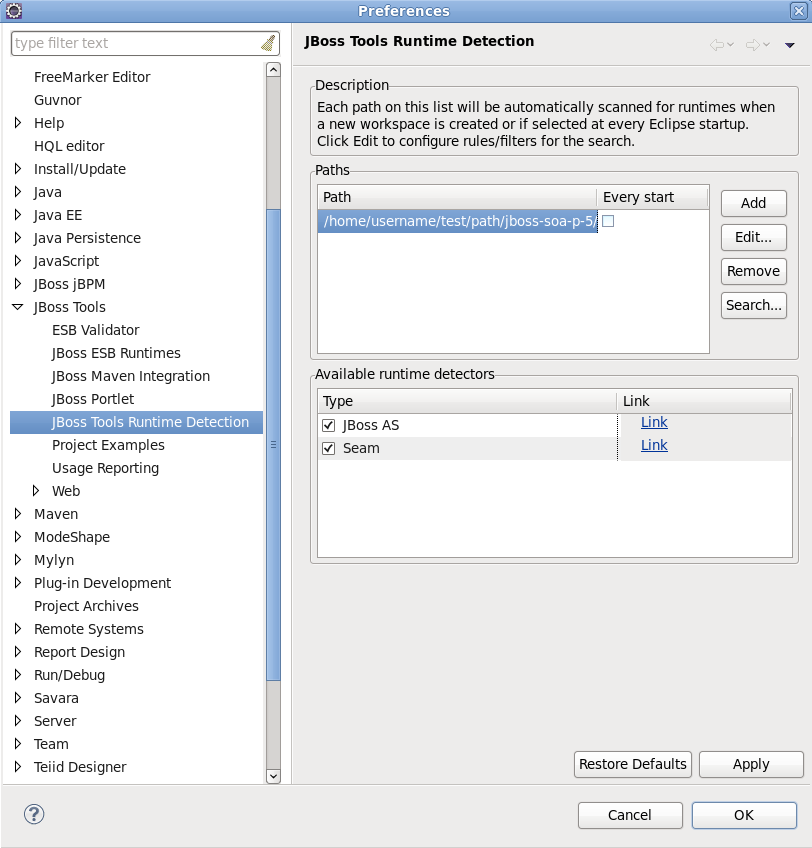 Preferences
type filter text
FreeMarker Editor
Guvnor
Help
HQL editor
Install/Update
Java
Java EE
Java Persistence
JavaScript
JBoss jBPM
JBoss Tools
ESB Validator
JBoss ESB Runtimes
JBoss Maven Integration
JBoss Portlet
JBoss Tools Runtime Detection
Project Examples
Usage Reporting
Web
Maven
ModeShape
Mylyn
Plug-in Development
Project Archives
Remote Systems
Report Design
Run/Debug
Savara
Server
Team
Teiid Designer
JBoss Tools Runtime Detection
Description
Each path on this list will be automatically scanned for runtimes when
a new workspace is created or if selected at every Eclipse startup.
Click Edit to configure rules/filters for the search.
Paths
Path Every start
/home/username/test/path/jboss-soa-p-5/
Add
Edit...
Remove
Search...
Available runtime detectors
Type Link
JBoss AS Link
Seam Link
Restore Defaults Apply
Cancel OK